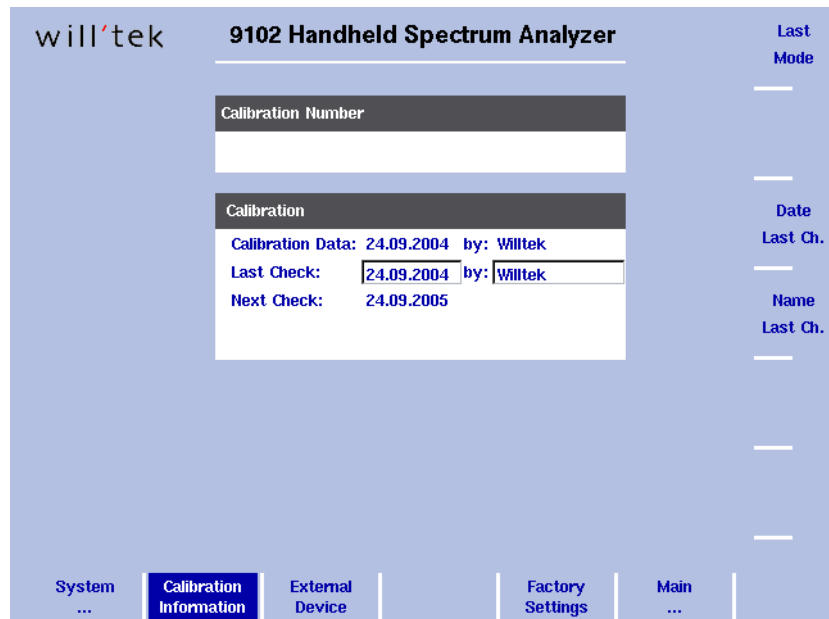 will'tek
9102 Handheld Spectrum Analyzer
Last
Mode
Calibration Number
Calibration
Calibration Data: 24.09.2004 by: Willtek
Last Check: 24.09.2004 by: Willtek
Next Check: 24.09.2005
Date
Last Ch.
Name
Last Ch.
System
...
Calibration
Information
External
Device
Factory
Settings
Main
...